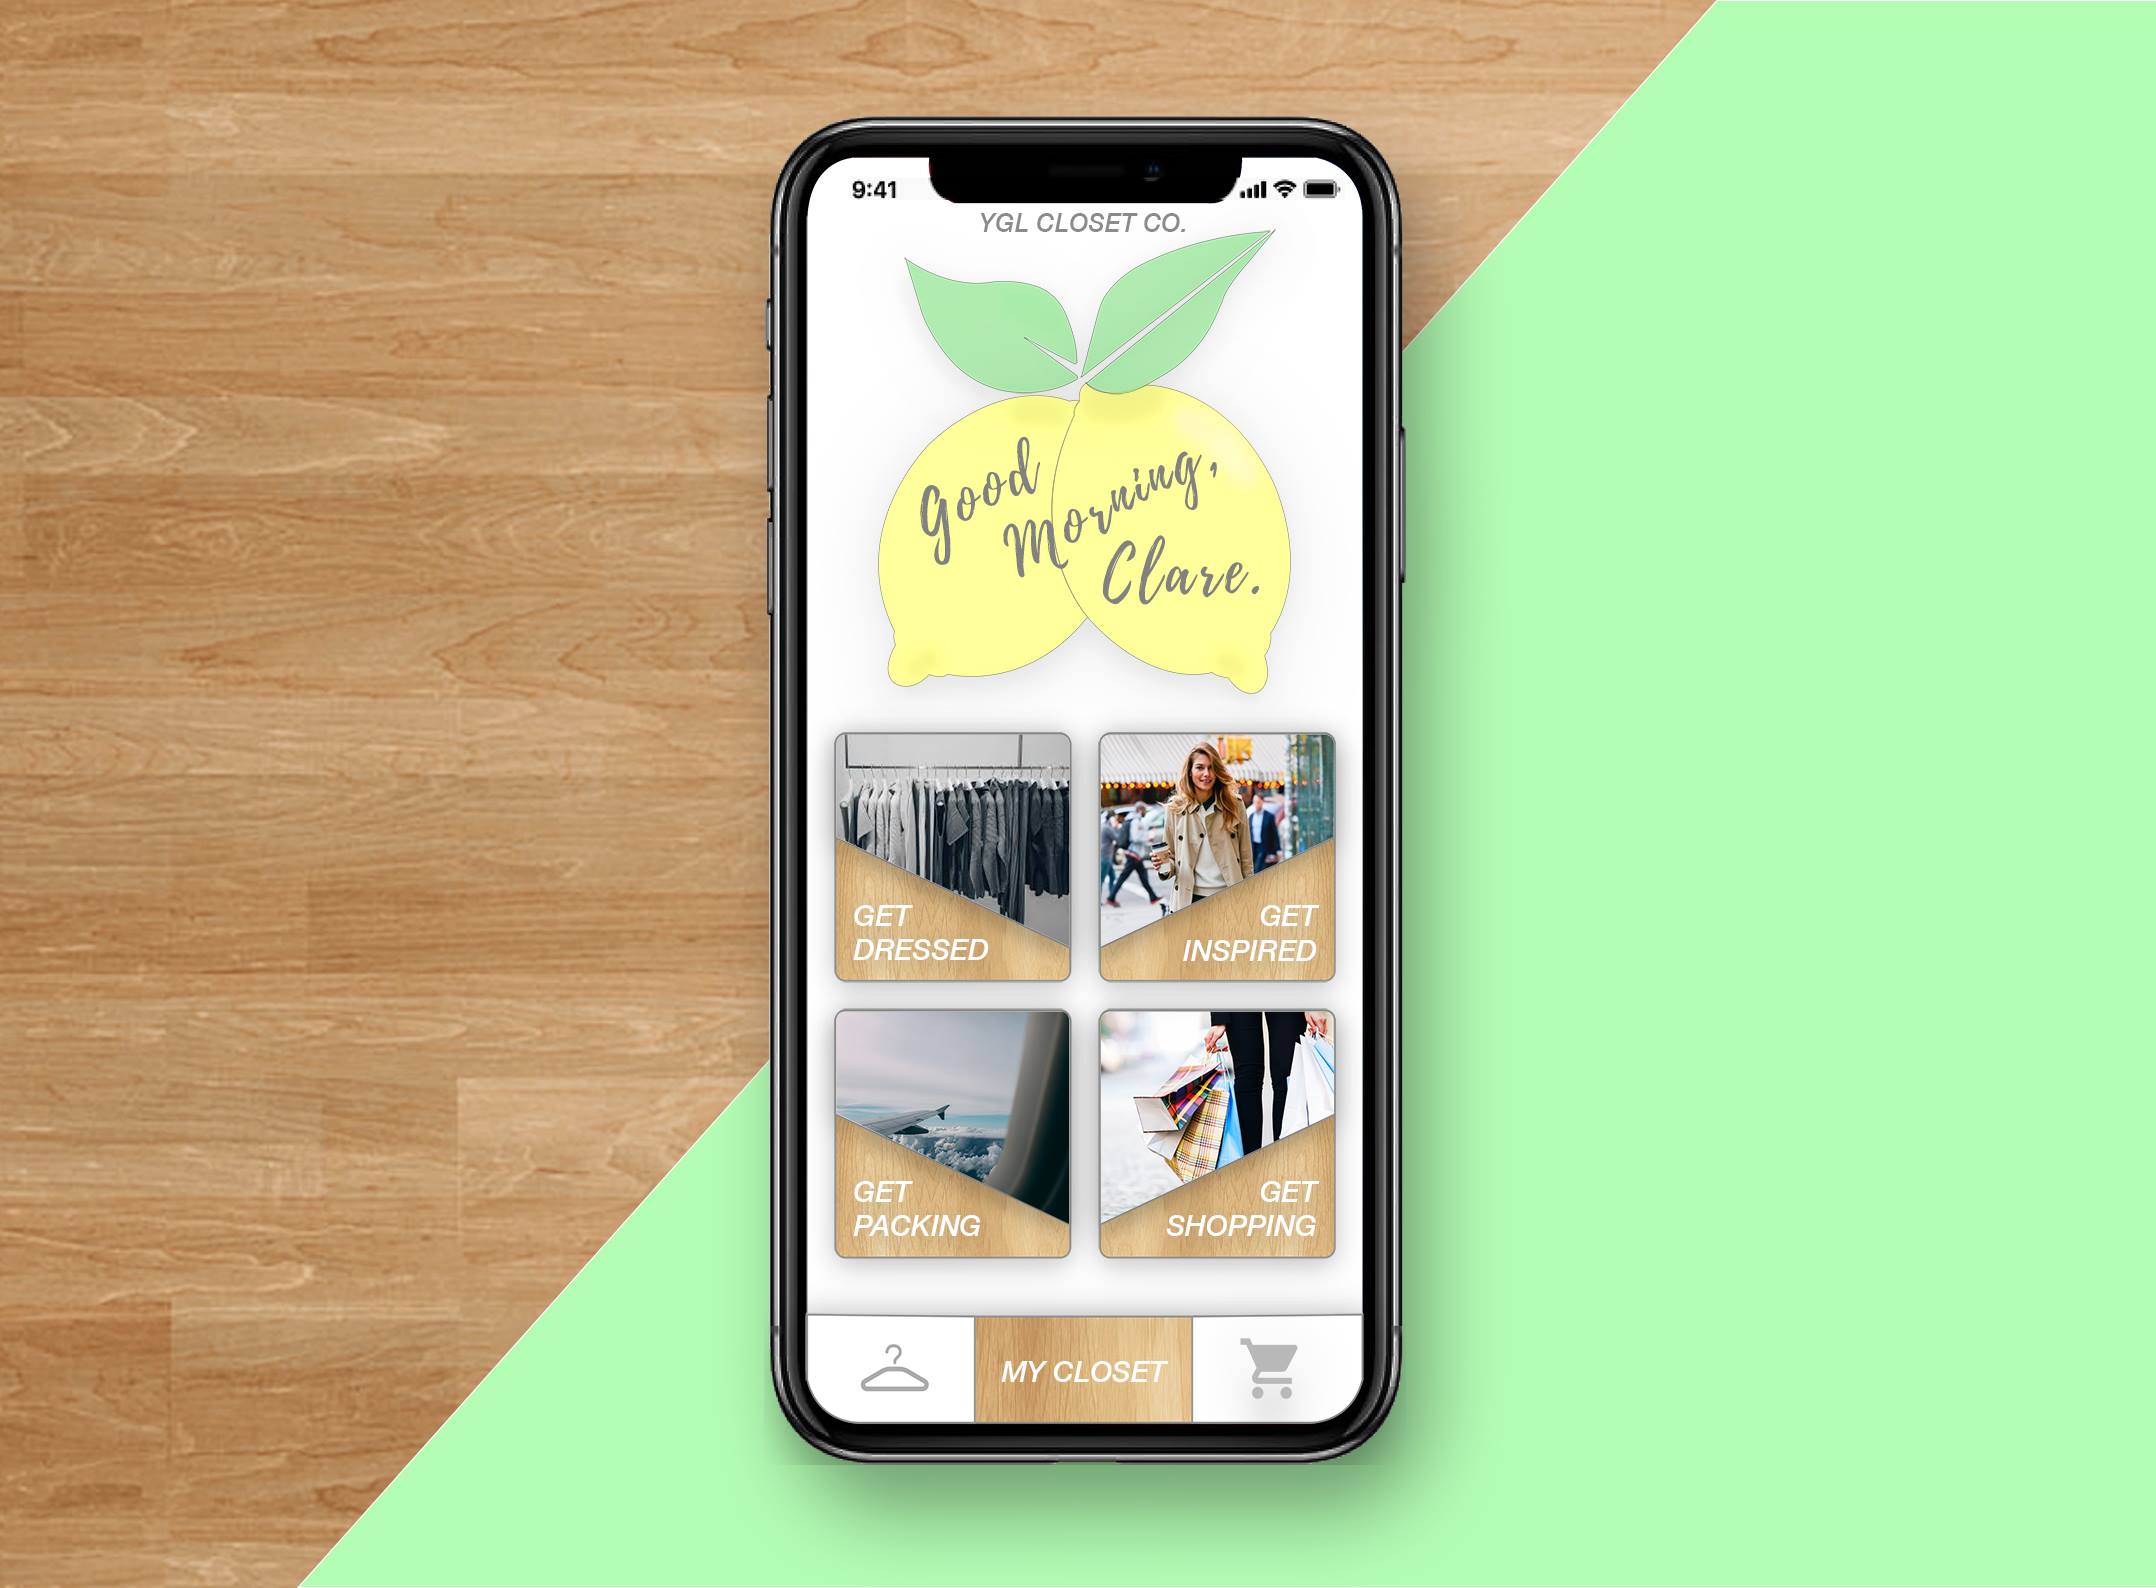 9:41
YGL CLOSET CO.
Good
Morning,
Clare.
GET
DRESSED
GET
INSPIRED
GET
PACKING
GET
SHOPPING
MY CLOSET